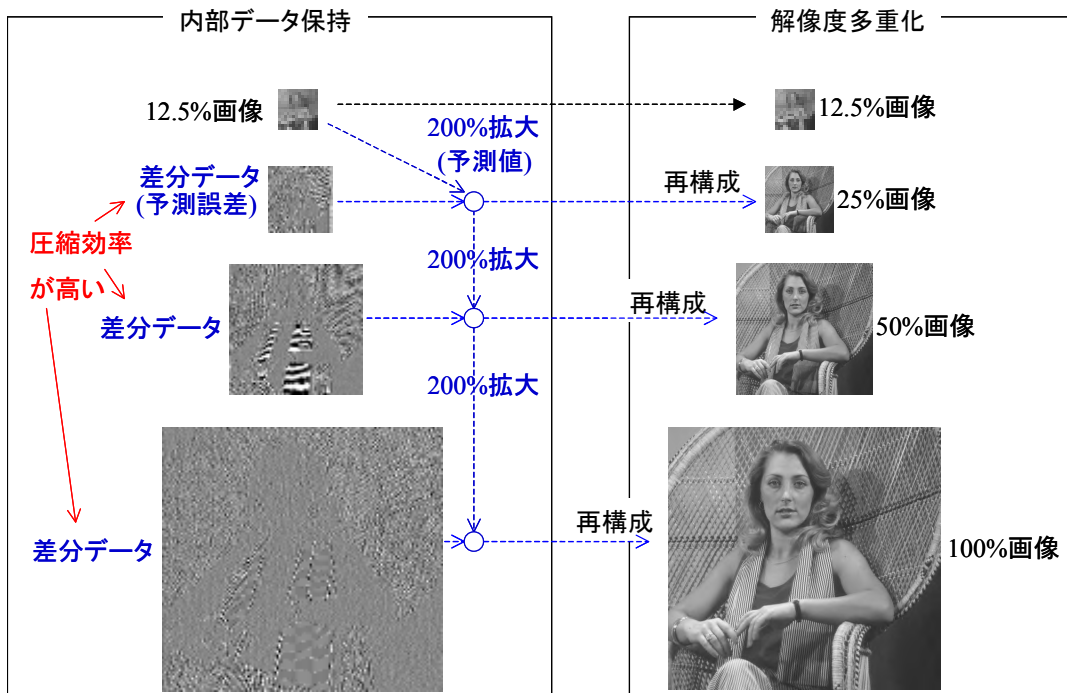 内部データ保持
解像度多重化
12.5%画像
12.5%画像
200%拡大
(予測値)
差分データ
(予測誤差)
再構成
25%画像
圧縮効率
が高い
200%拡大
差分データ
再構成
50%画像
200%拡大
差分データ
再構成
100%画像